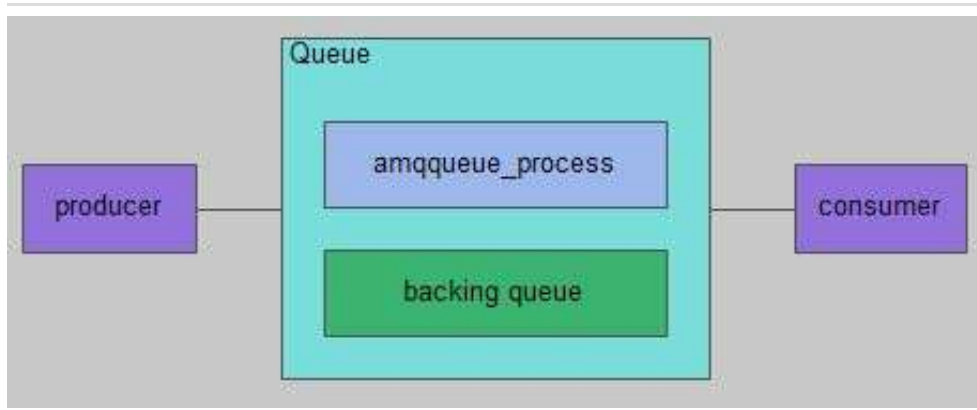 Queue
amqqueue_process
producer
consumer
backing queue